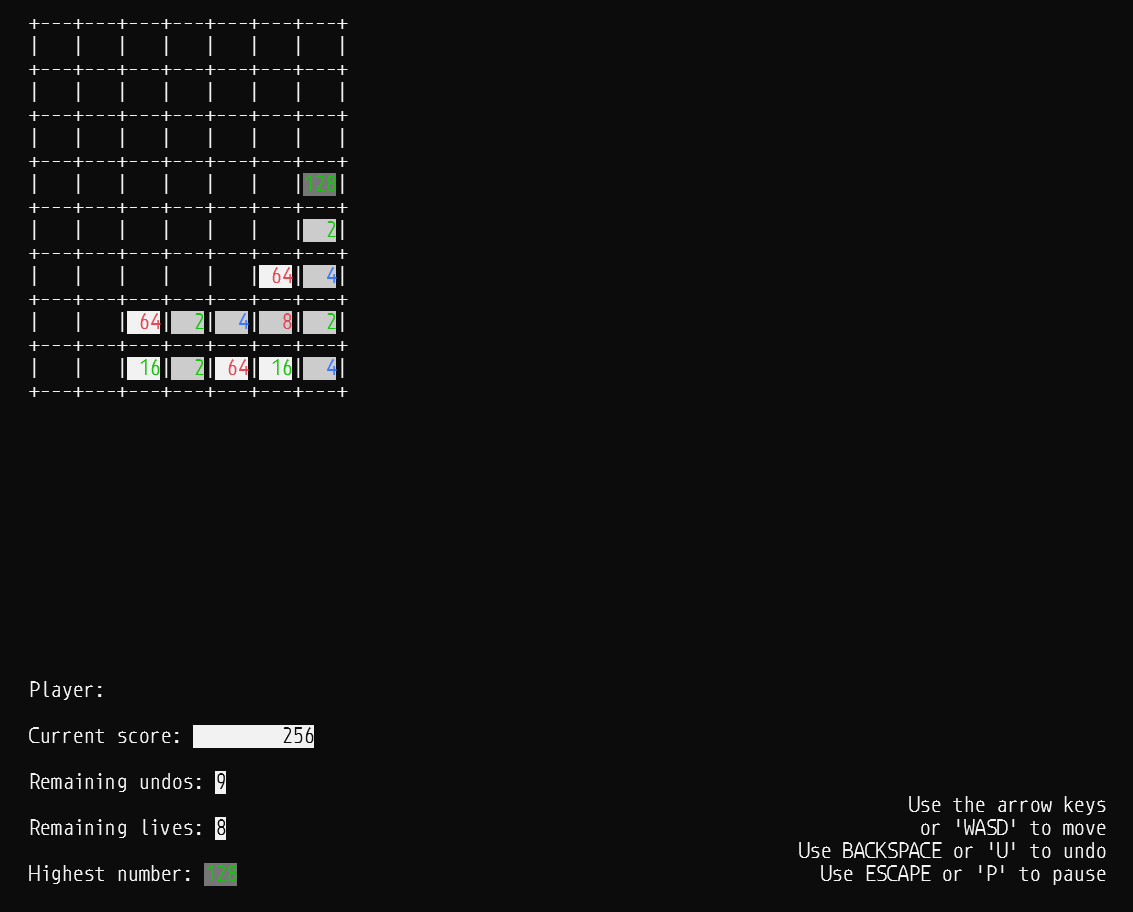 +---+---+---+---+---+---+---+
|   |   |   |   |   |   |   |
+---+---+---+---+---+---+---+
|   |   |   |   |   |   |   |
+---+---+---+---+---+---+---+
|   |   |   |   |   |   |   |
+---+---+---+---+---+---+---+
|   |   |   |   |   |   |128|
+---+---+---+---+---+---+---+
|   |   |   |   |   |   |  2|
+---+---+---+---+---+---+---+
|   |   |   |   |   | 64|  4|
+---+---+---+---+---+---+---+
|   |   | 64|  2|  4|  8|  2|
+---+---+---+---+---+---+---+
|   |   | 16|  2| 64| 16|  4|
+---+---+---+---+---+---+---+
Player:
Current score: 256
Remaining undos: 9
Remaining lives: 8
Highest number: 128
Use the arrow keys
or 'WASD' to move
Use BACKSPACE or 'U' to undo
Use ESCAPE or 'P' to pause